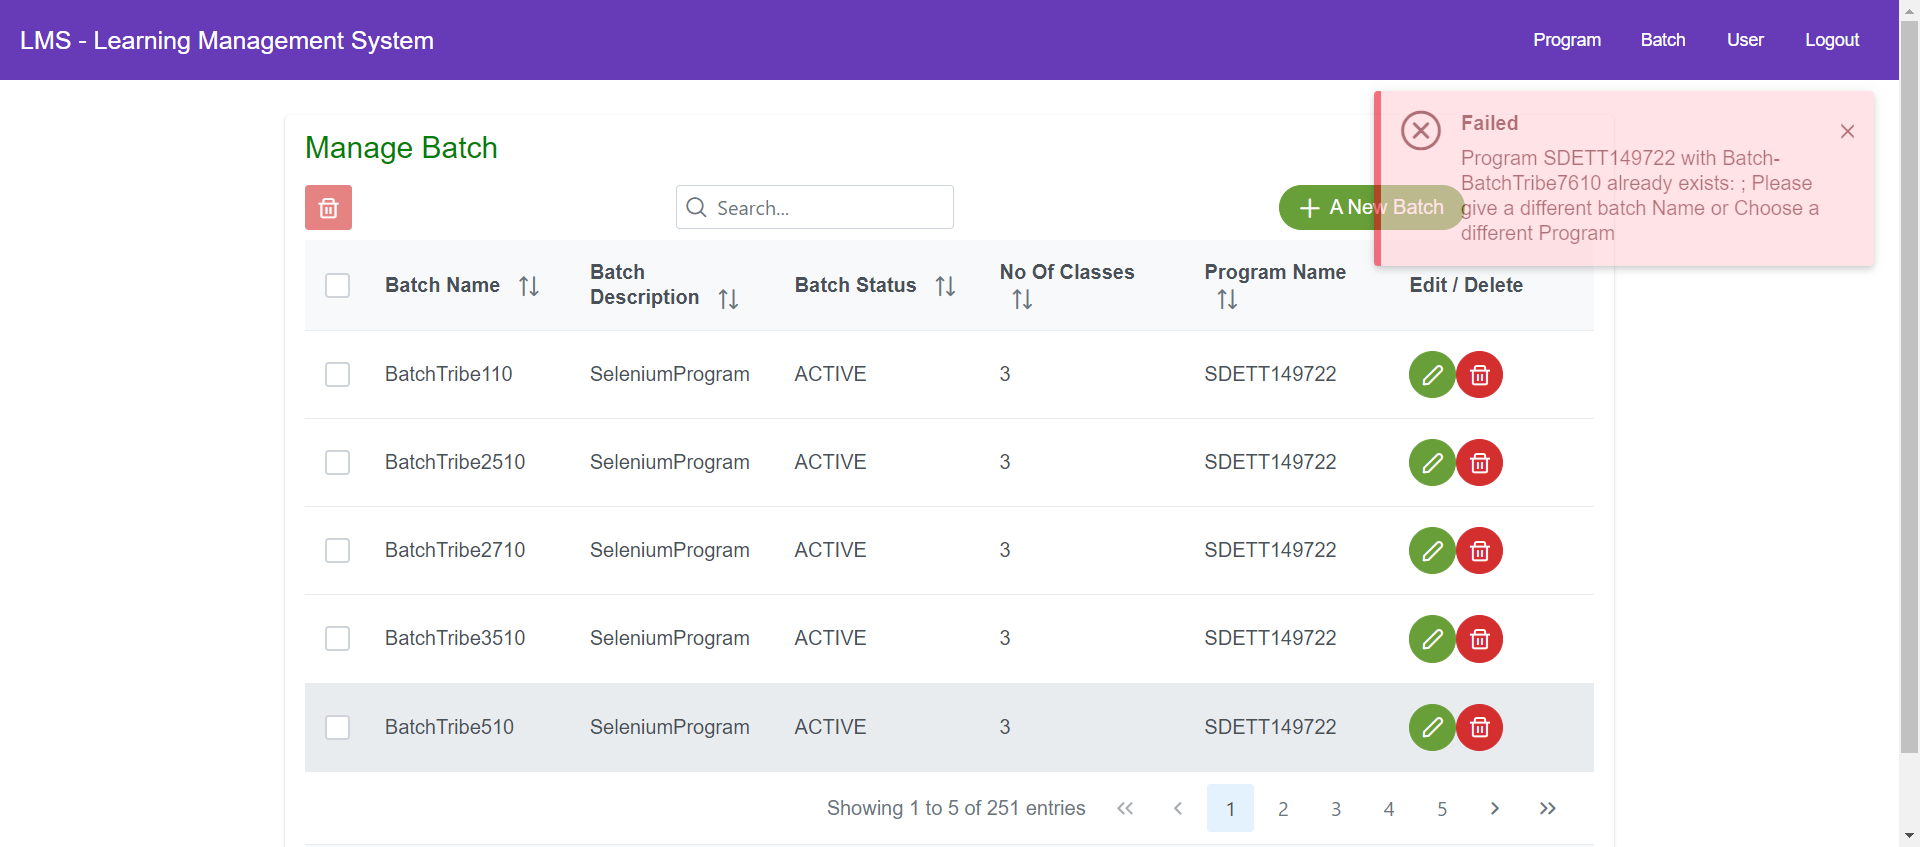 LMS - Learning Management System
Program Batch User Logout
Manage Batch
Failed
Program SDETT149722 with Batch-
BatchTribe7610 already exists: ; Please
give a different batch Name or Choose a
different Program
Search...
A New Batch
Batch Name
Batch
Description
Batch Status
No Of Classes
Program Name
Edit / Delete
BatchTribe110 SeleniumProgram ACTIVE 3 SDETT149722
BatchTribe2510 SeleniumProgram ACTIVE 3 SDETT149722
BatchTribe2710 SeleniumProgram ACTIVE 3 SDETT149722
BatchTribe3510 SeleniumProgram ACTIVE 3 SDETT149722
BatchTribe510 SeleniumProgram ACTIVE 3 SDETT149722
Showing 1 to 5 of 251 entries « ‹ 1 2 3 4 5 › »